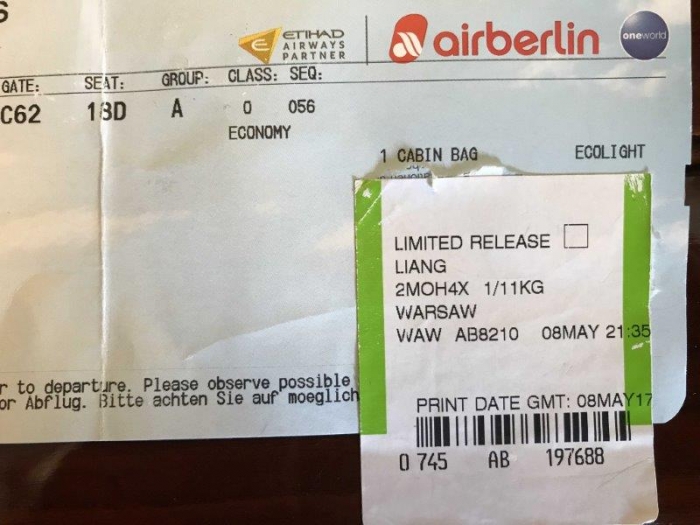 S
ETIHAD
AIRWAYS
PARTNER
airberlin
oneworld
GATE: SEAT: GROUP: CLASS: SEQ:
C62 18D A O 056
ECONOMY
1 CABIN BAG ECOLIGHT
LIMITED RELEASE
LIANG
2MOH4X 1/11KG
WARSAW
WAW AB8210 08MAY 21:35
r to departure. Please observe possible
or Abflug. Bitte achten Sie auf moeglich
PRINT DATE GMT: 08MAY17
0 745 AB 197688